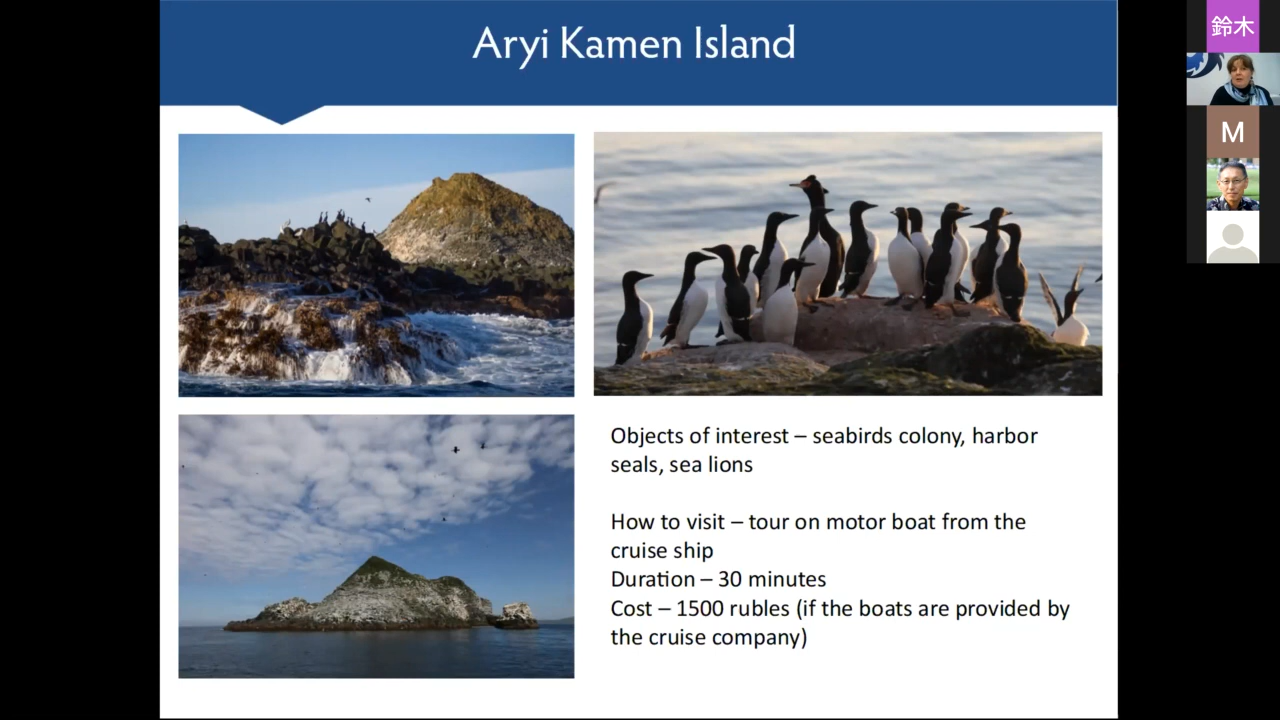 Aryi Kamen Island
鈴木
M
Objects of interest – seabirds colony, harbor
seals, sea lions
How to visit – tour on motor boat from the
cruise ship
Duration – 30 minutes
Cost – 1500 rubles (if the boats are provided by
the cruise company)